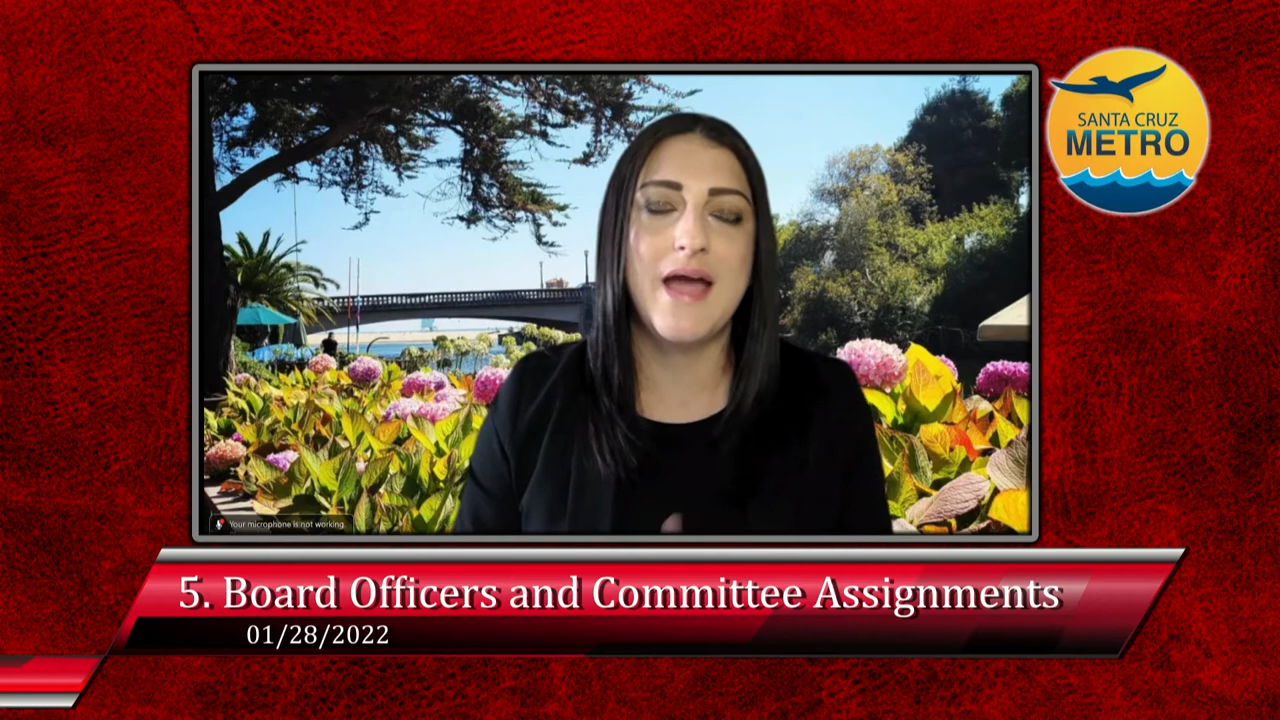 SANTA CRUZ
METRO
Your microphone is not working
5. Board Officers and Committee Assignments
01/28/2022